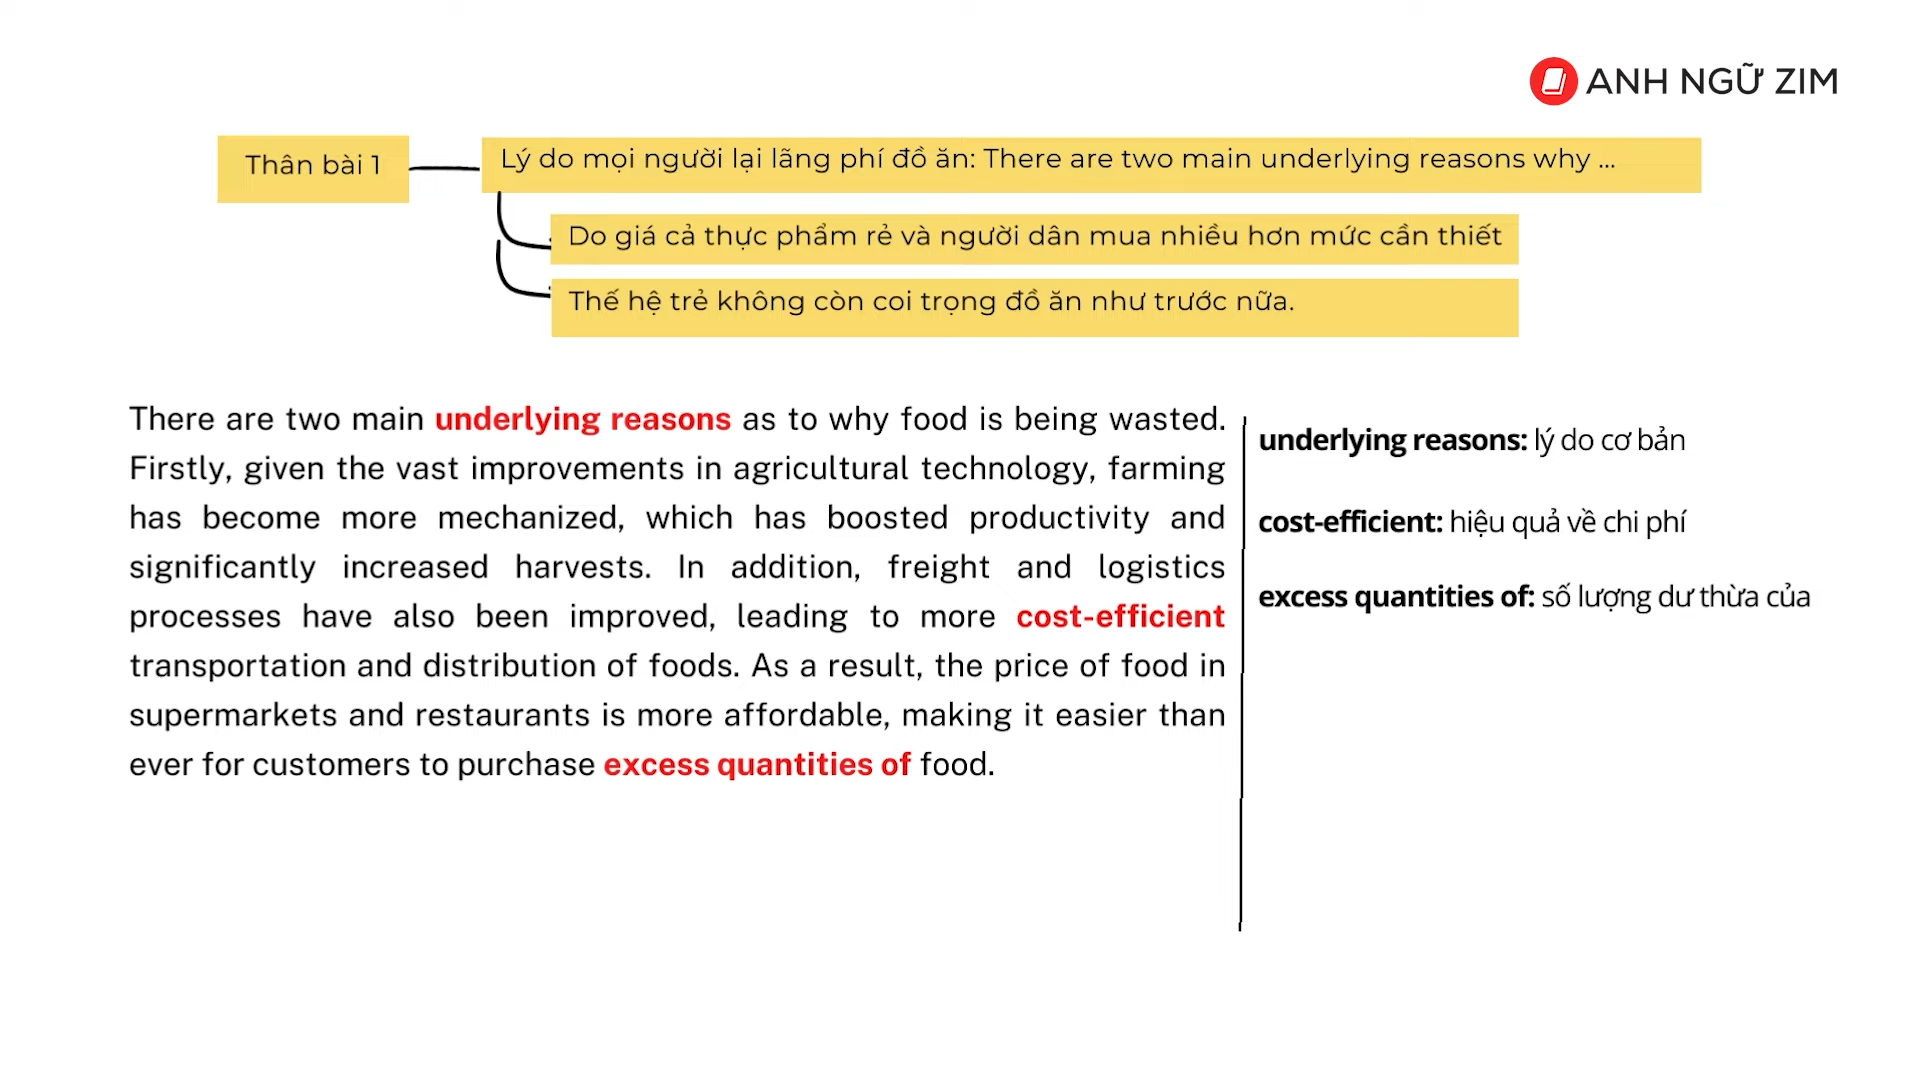 ANH NGỮ ZIM
Thân bài 1
Lý do mọi người lại lãng phí đồ ăn: There are two main underlying reasons why ...
Do giá cả thực phẩm rẻ và người dân mua nhiều hơn mức cần thiết
Thế hệ trẻ không còn coi trọng đồ ăn như trước nữa.
There are two main underlying reasons as to why food is being wasted.
Firstly, given the vast improvements in agricultural technology, farming
has become more mechanized, which has boosted productivity and
significantly increased harvests. In addition, freight and logistics
processes have also been improved, leading to more cost-efficient
transportation and distribution of foods. As a result, the price of food in
supermarkets and restaurants is more affordable, making it easier than
ever for customers to purchase excess quantities of food.
underlying reasons: lý do cơ bản
cost-efficient: hiệu quả về chi phí
excess quantities of: số lượng dư thừa của